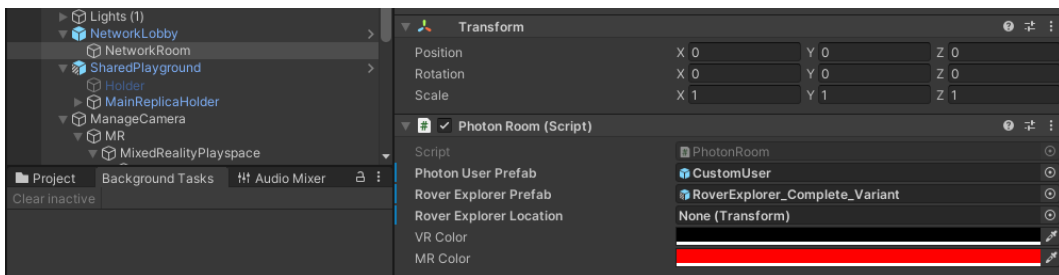 Lights (1)
NetworkLobby
NetworkRoom
SharedPlayground
Holder
MainReplicaHolder
ManageCamera
MR
MixedRealityPlayspace
Project Background Tasks Audio Mixer
Clear inactive
Transform
Position X 0 Y 0 Z 0
Rotation X 0 Y 0 Z 0
Scale X 1 Y 1 Z 1
# Photon Room (Script)
Script # PhotonRoom
Photon User Prefab CustomUser
Rover Explorer Prefab RoverExplorer_Complete_Variant
Rover Explorer Location None (Transform)
VR Color
MR Color